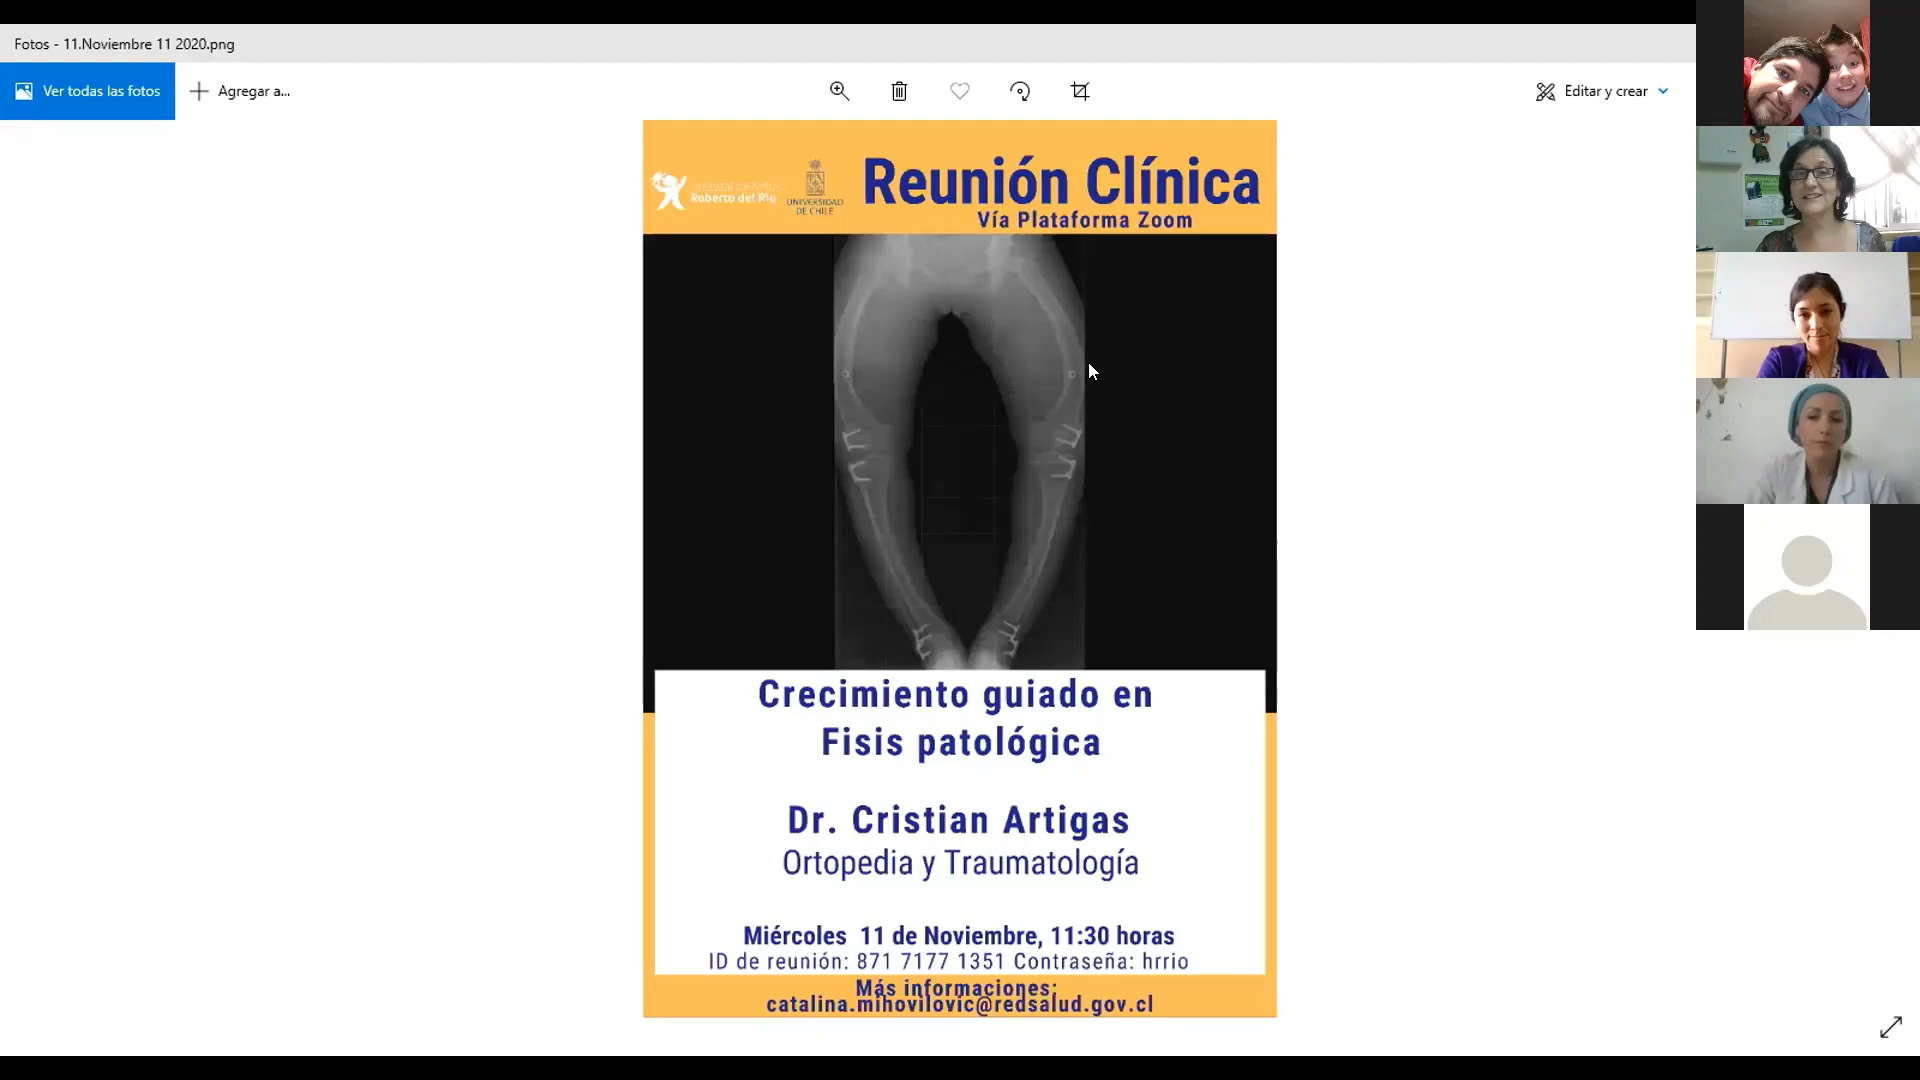 Fotos - 11.Noviembre 11 2020.png
Ver todas las fotos
Agregar a...
Editar y crear
Roberto del Río
UNIVERSIDAD
DE CHILE
Reunión Clínica
Vía Plataforma Zoom
Crecimiento guiado en
Fisis patológica
Dr. Cristian Artigas
Ortopedia y Traumatología
Miércoles 11 de Noviembre, 11:30 horas
ID de reunión: 871 7177 1351 Contraseña: hrrio
Más informaciones:
catalina.mihovilovic@redsalud.gov.cl